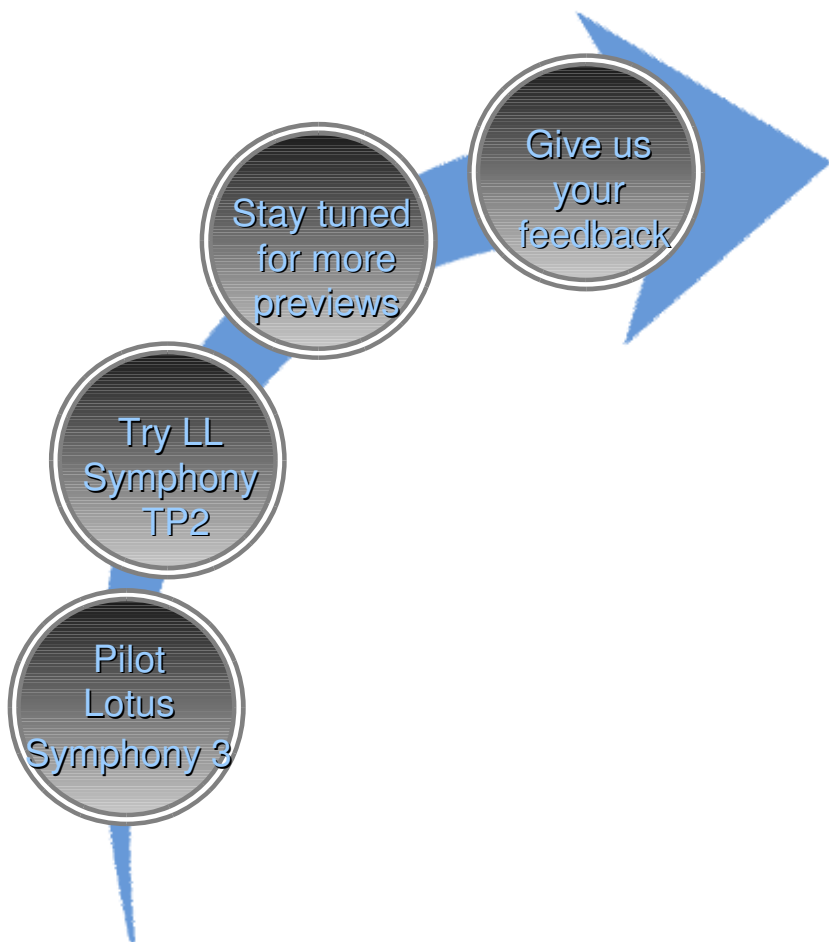 Give us
your
feedback
Stay tuned
for more
previews
Try LL
Symphony
TP2
Pilot
Lotus
Symphony 3